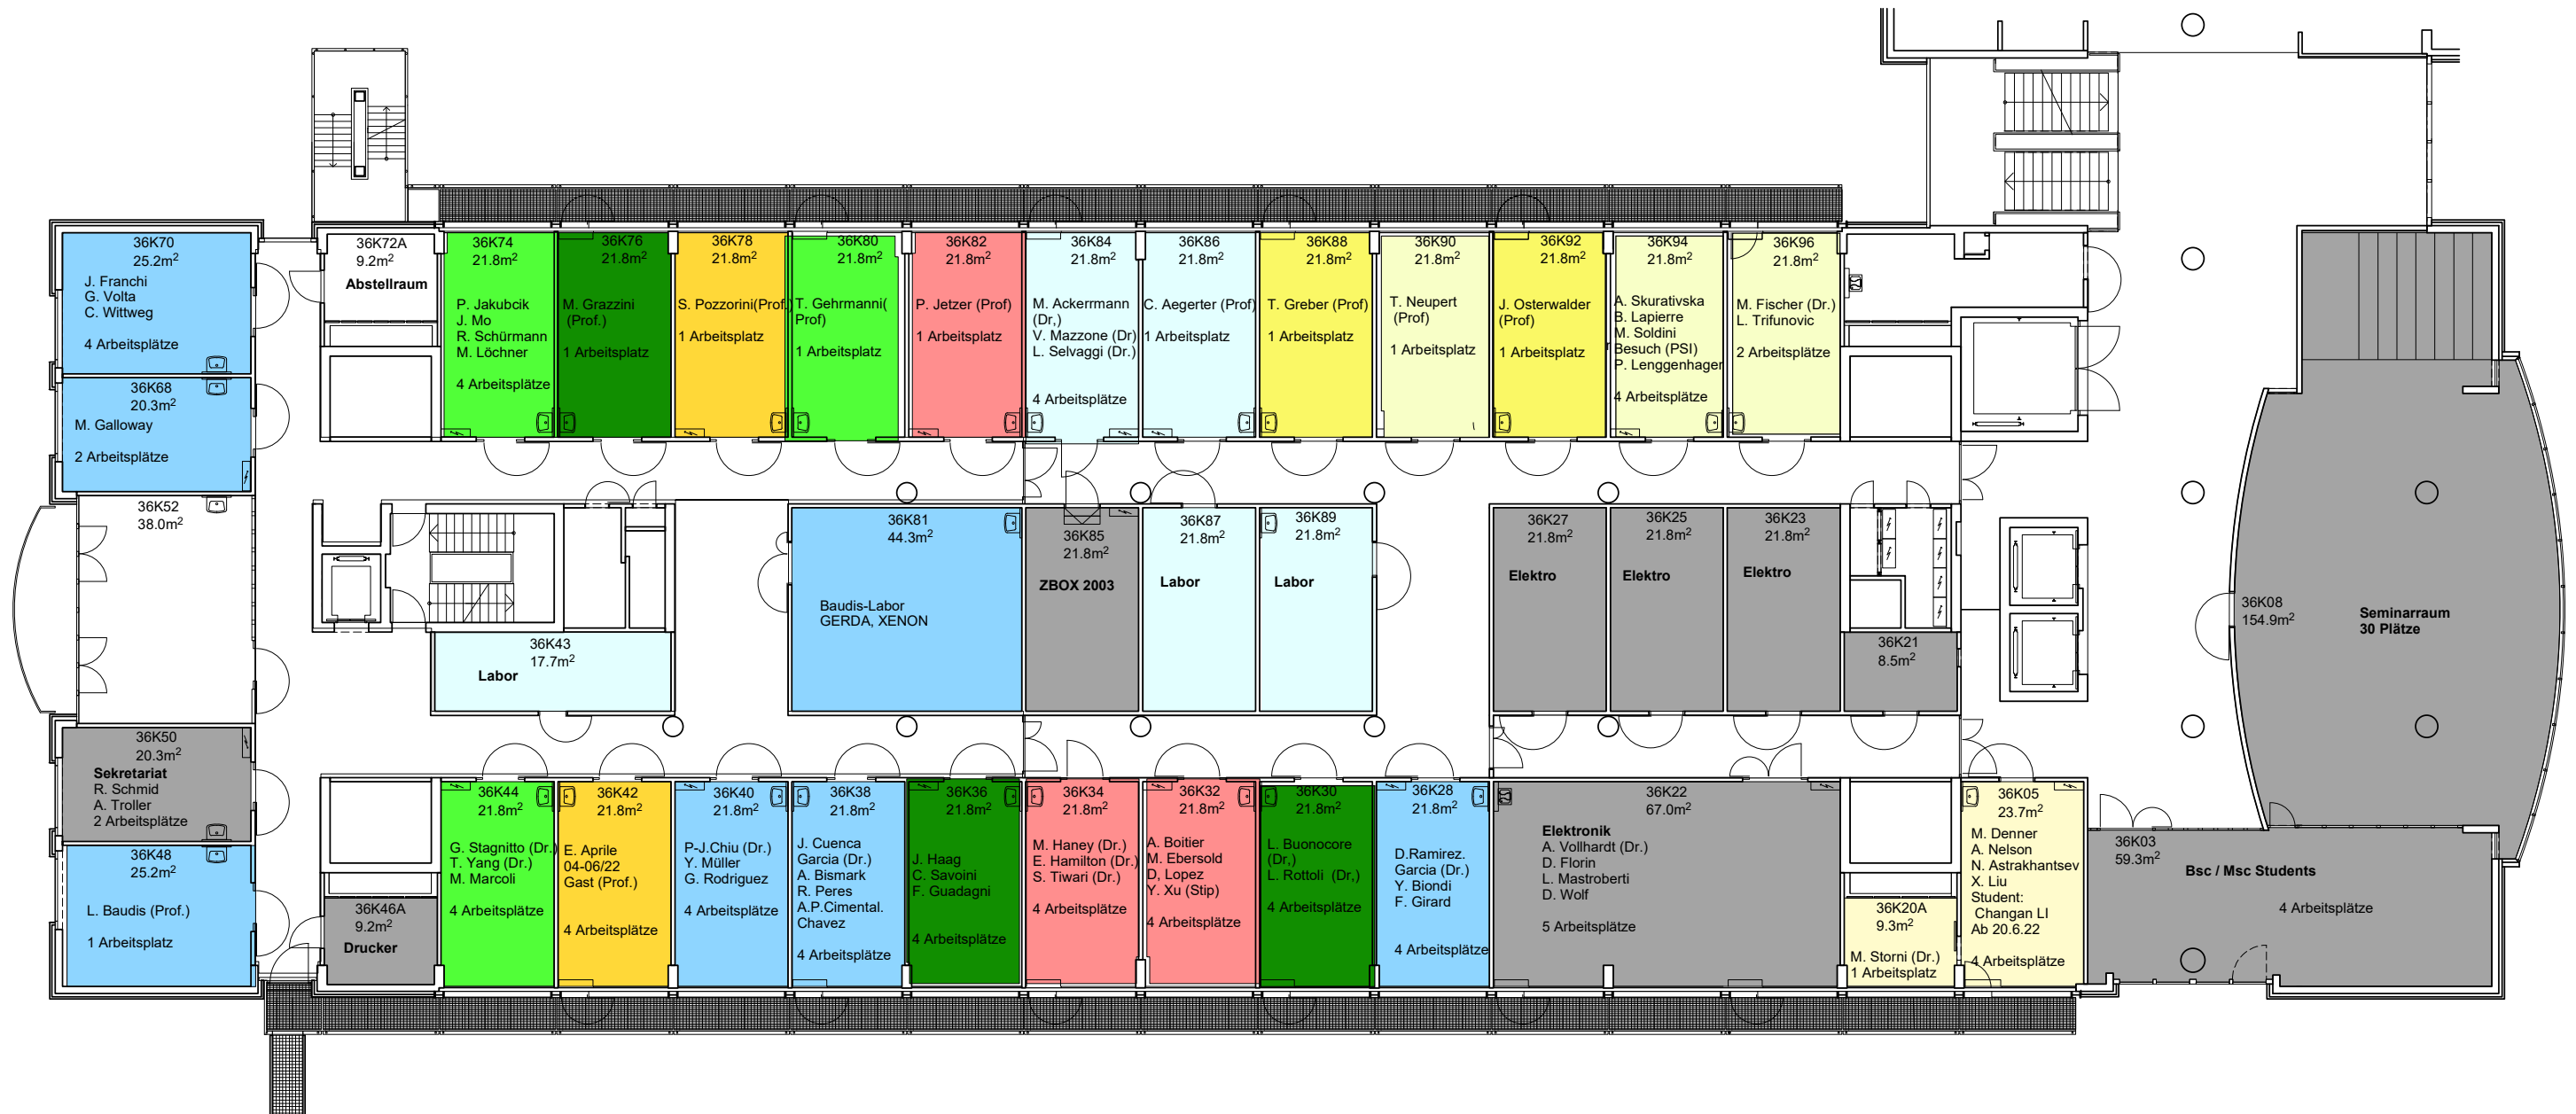 36K70
25.2m²
J. Franchi
G. Volta
C. Wittweg
4 Arbeitsplätze
36K68
20.3m²
M. Galloway
2 Arbeitsplätze
36K52
38.0m²
36K50
20.3m²
Sekretariat
R. Schmid
A. Troller
2 Arbeitsplätze
36K48
25.2m²
L. Baudis (Prof.)
1 Arbeitsplatz
36K72A
9.2m²
Abstellraum
36K74
21.8m²
P. Jakubcik
J. Mo
R. Schürmann
M. Löchner
4 Arbeitsplätze
36K76
21.8m²
M. Grazzini
(Prof.)
1 Arbeitsplatz
36K78
21.8m²
S. Pozzorini(Prof.)
1 Arbeitsplatz
36K80
21.8m²
T. Gehrmanni(
Prof)
1 Arbeitsplatz
36K82
21.8m²
P. Jetzer (Prof)
1 Arbeitsplatz
36K84
21.8m²
M. Ackerrmann
(Dr,)
V. Mazzone (Dr)
L. Selvaggi (Dr.)
4 Arbeitsplätze
36K86
21.8m²
C. Aegerter (Prof)
1 Arbeitsplatz
36K88
21.8m²
T. Greber (Prof)
1 Arbeitsplatz
36K90
21.8m²
T. Neupert
(Prof)
1 Arbeitsplatz
36K92
21.8m²
J. Osterwalder
(Prof)
1 Arbeitsplatz
36K94
21.8m²
A. Skurativska
B. Lapierre
M. Soldini
Besuch (PSI)
P. Lenggenhager
4 Arbeitsplätze
36K96
21.8m²
M. Fischer (Dr.)
L. Trifunovic
2 Arbeitsplätze
36K43
17.7m²
Labor
36K81
44.3m²
Baudis-Labor
GERDA, XENON
36K85
21.8m²
ZBOX 2003
36K87
21.8m²
Labor
36K89
21.8m²
Labor
36K27
21.8m²
Elektro
36K25
21.8m²
Elektro
36K23
21.8m²
Elektro
36K21
8.5m²
36K08
154.9m²
Seminarraum
30 Plätze
36K46A
9.2m²
Drucker
36K44
21.8m²
G. Stagnitto (Dr.)
T. Yang (Dr.)
M. Marcoli
4 Arbeitsplätze
36K42
21.8m²
E. Aprile
04-06/22
Gast (Prof.)
4 Arbeitsplätze
36K40
21.8m²
P-J.Chiu (Dr.)
Y. Müller
G. Rodriguez
4 Arbeitsplätze
36K38
21.8m²
J. Cuenca
Garcia (Dr.)
A. Bismark
R. Peres
A.P.Cimental.
Chavez
4 Arbeitsplätze
36K36
21.8m²
J. Haag
C. Savoini
F. Guadagni
4 Arbeitsplätze
36K34
21.8m²
M. Haney (Dr.)
E. Hamilton (Dr.)
S. Tiwari (Dr.)
4 Arbeitsplätze
36K32
21.8m²
A. Boitier
M. Ebersold
D, Lopez
Y. Xu (Stip)
4 Arbeitsplätze
36K30
21.8m²
L. Buonocore
(Dr,)
L. Rottoli (Dr,)
4 Arbeitsplätze
36K28
21.8m²
D.Ramirez.
Garcia (Dr.)
Y. Biondi
F. Girard
4 Arbeitsplätze
36K22
67.0m²
Elektronik
A. Vollhardt (Dr.)
D. Florin
L. Mastroberti
D. Wolf
5 Arbeitsplätze
36K20A
9.3m²
M. Storni (Dr.)
1 Arbeitsplatz
36K05
23.7m²
M. Denner
A. Nelson
N. Astrakhantsev
X. Liu
Student:
Changan LI
Ab 20.6.22
4 Arbeitsplätze
36K03
59.3m²
Bsc / Msc Students
4 Arbeitsplätze